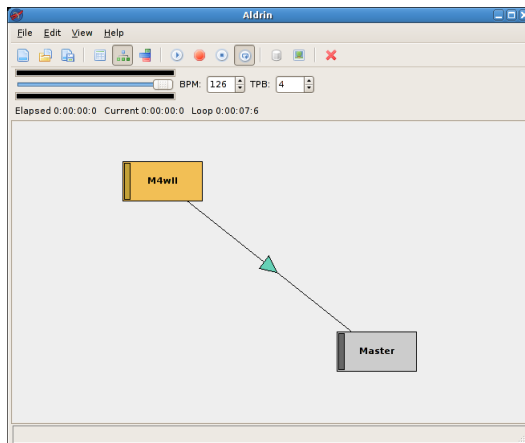 Aldrin
File Edit View Help
BPM: 126 TPB: 4
Elapsed 0:00:00:0 Current 0:00:00:0 Loop 0:00:07:6
M4wII
Master